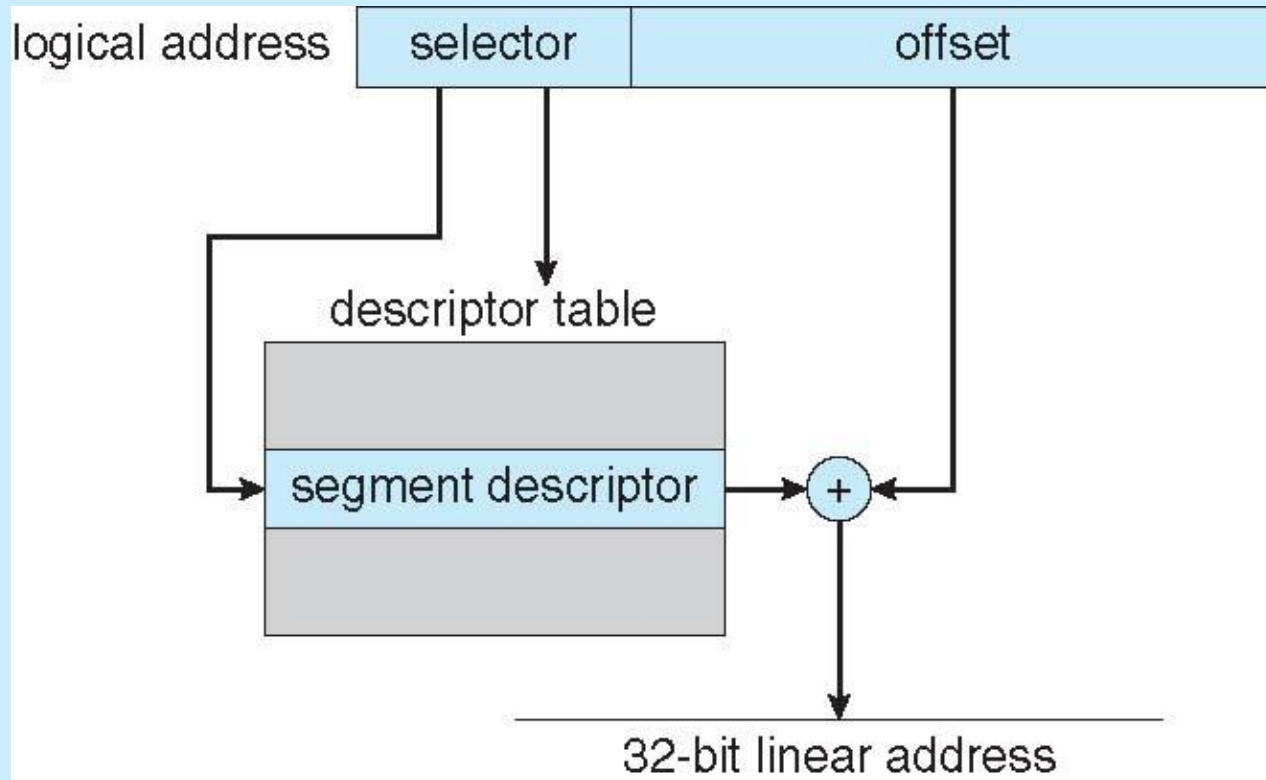 logical address selector offset
descriptor table
segment descriptor +
32-bit linear address